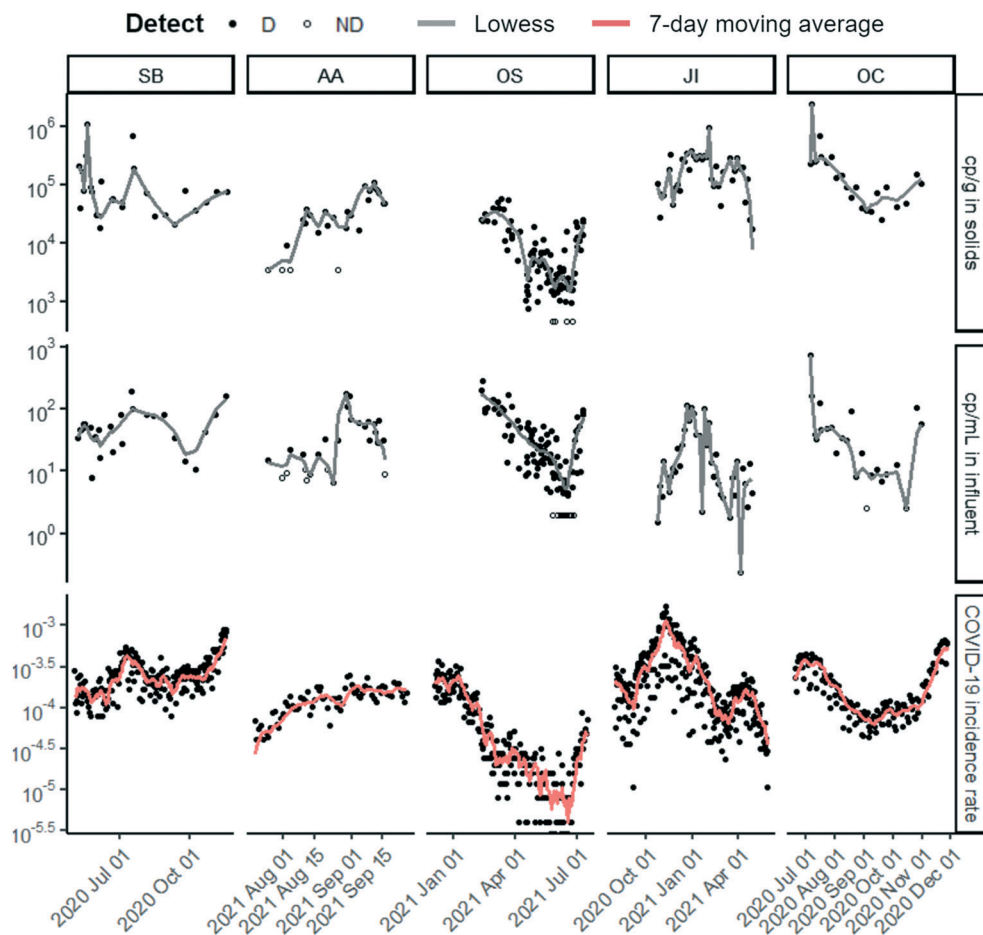 Detect D ND Lowess 7-day moving average
SB AA OS JI OC
10^6
10^5
10^4
10^3
cp/g in solids
10^3
10^2
10^1
10^0
cp/mL in influent
10^-3
10^-3.5
10^-4
10^-4.5
10^-5
10^-5.5
COVID-19 incidence rate
2020 Jul 01
2020 Oct 01
2021 Aug 01
2021 Aug 15
2021 Sep 01
2021 Sep 15
2021 Jan 01
2021 Apr 01
2021 Jul 01
2020 Oct 01
2021 Jan 01
2021 Apr 01
2020 Jul 01
2020 Aug 01
2020 Sep 01
2020 Oct 01
2020 Nov 01
2020 Dec 01